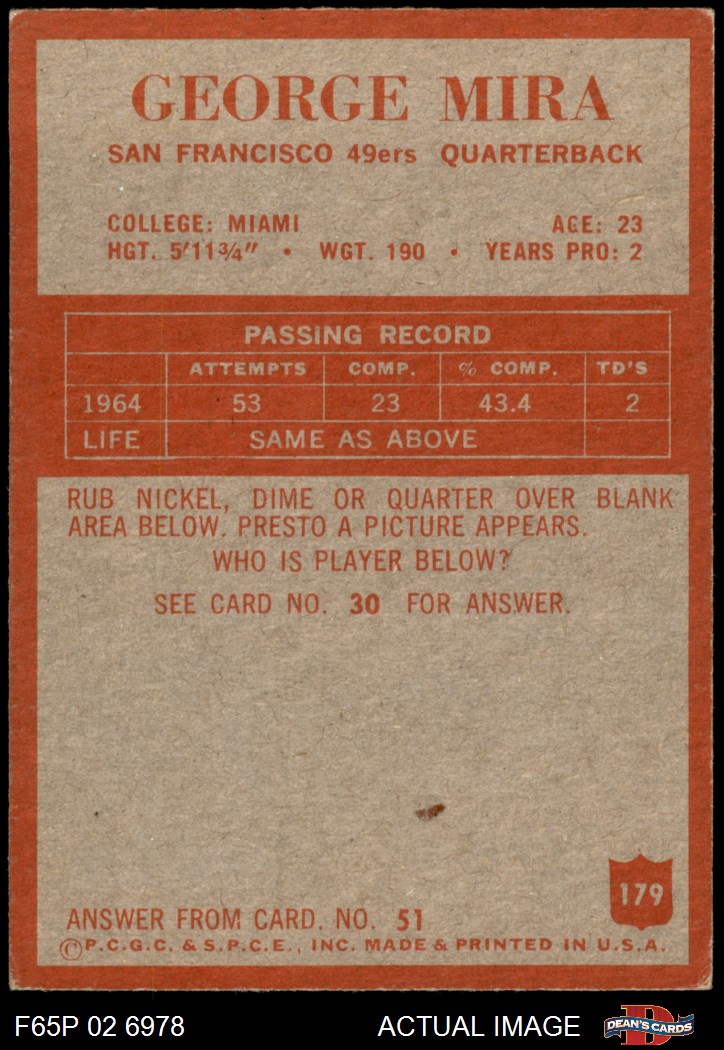 GEORGE MIRA
SAN FRANCISCO 49ers QUARTERBACK
COLLEGE: MIAMI AGE: 23
HGT. 5'11¾" • WGT. 190 • YEARS PRO: 2
PASSING RECORD
ATTEMPTS COMP. % COMP. TD'S
1964 53 23 43.4 2
LIFE SAME AS ABOVE
RUB NICKEL, DIME OR QUARTER OVER BLANK
AREA BELOW. PRESTO A PICTURE APPEARS.
WHO IS PLAYER BELOW?
SEE CARD NO. 30 FOR ANSWER.
179
ANSWER FROM CARD. NO. 51
©P.C.G.C. & S.P.C.E., INC. MADE & PRINTED IN U.S.A.
F65P 02 6978 ACTUAL IMAGE
D
DEAN'S CARDS